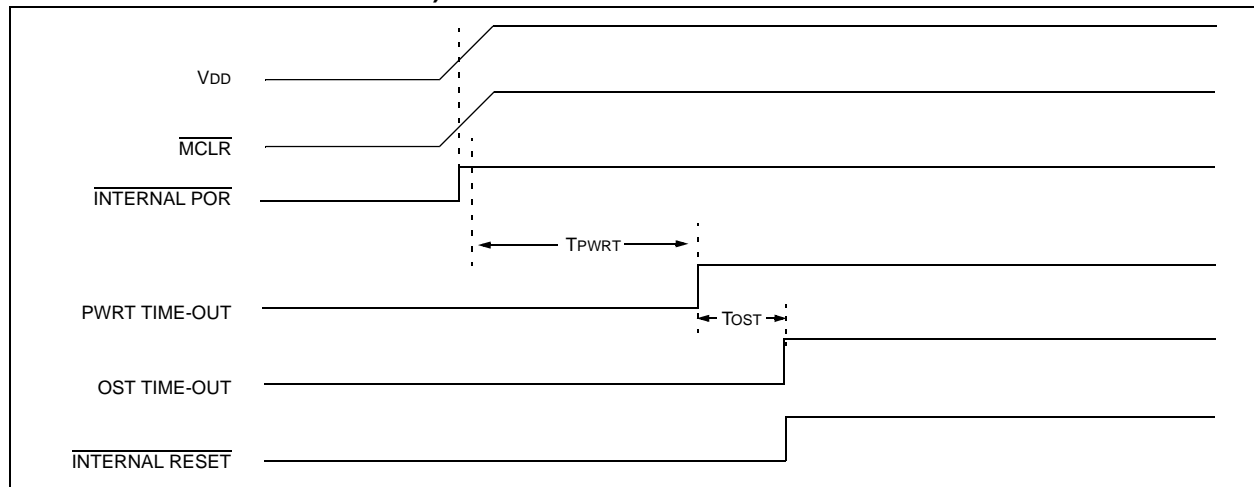 VDD
MCLR
INTERNAL POR
TPWRT
PWRT TIME-OUT
TOST
OST TIME-OUT
INTERNAL RESET